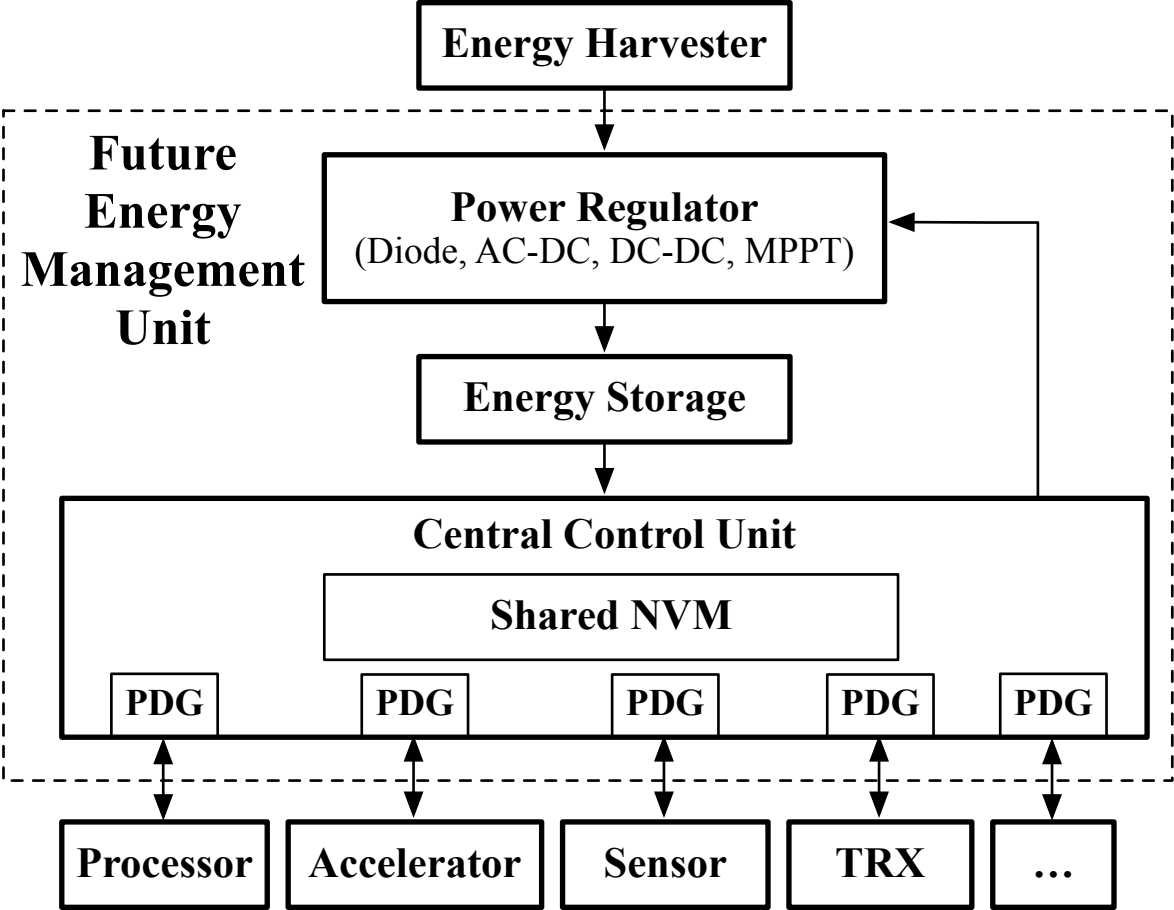 Energy Harvester
Future
Energy
Management
Unit
Power Regulator
(Diode, AC-DC, DC-DC, MPPT)
Energy Storage
Central Control Unit
Shared NVM
PDG
PDG
PDG
PDG
PDG
Processor
Accelerator
Sensor
TRX
...